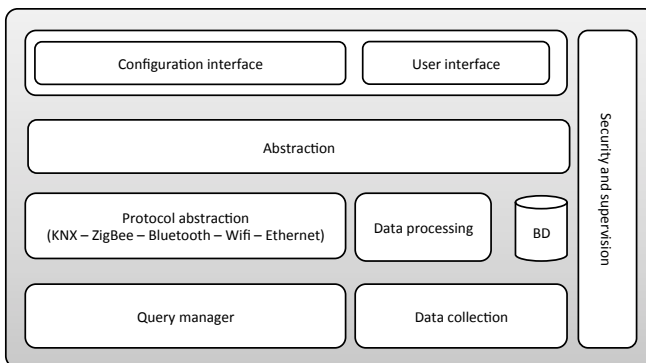 Configuration interface
User interface
Abstraction
Protocol abstraction
(KNX – ZigBee – Bluetooth – Wifi – Ethernet)
Data processing
BD
Query manager
Data collection
Security and supervision